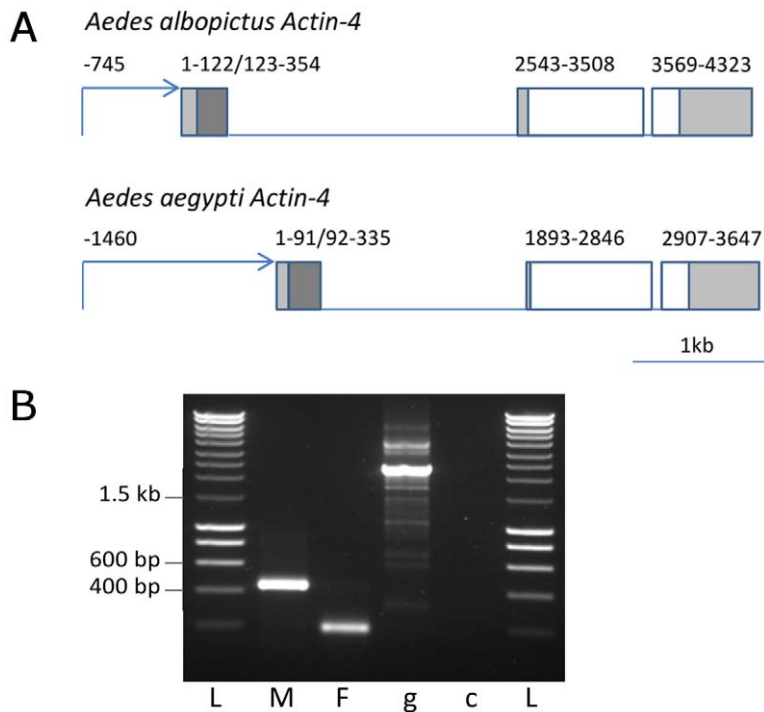 A
Aedes albopictus Actin-4
-745 1-122/123-354 2543-3508 3569-4323
Aedes aegypti Actin-4
-1460 1-91/92-335 1893-2846 2907-3647
1kb
B
1.5 kb
600 bp
400 bp
L M F g c L